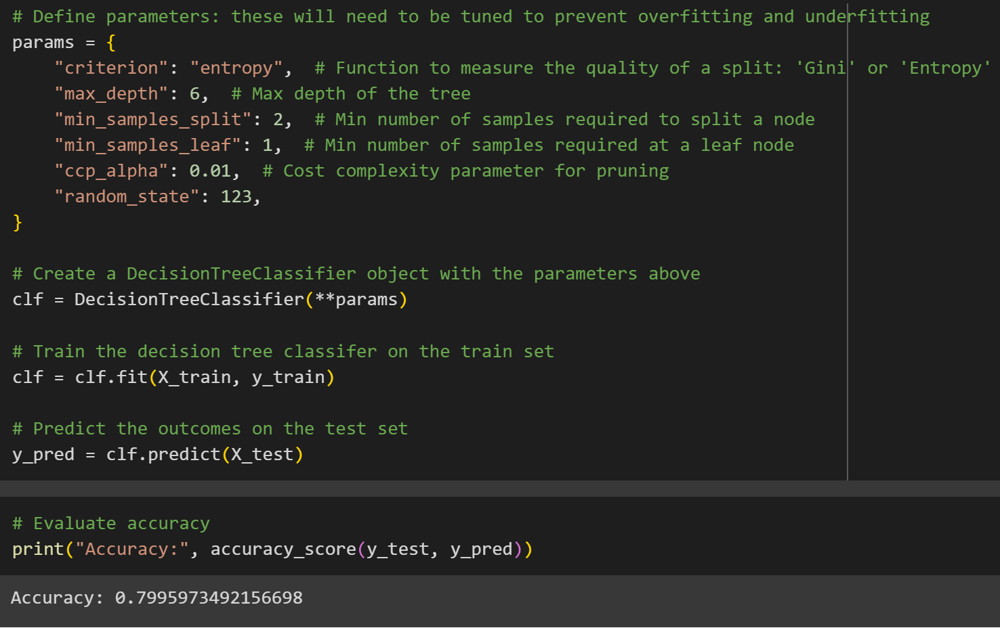 # Define parameters: these will need to be tuned to prevent overfitting and underfitting
params = {
    "criterion": "entropy",  # Function to measure the quality of a split: 'Gini' or 'Entropy'
    "max_depth": 6,  # Max depth of the tree
    "min_samples_split": 2,  # Min number of samples required to split a node
    "min_samples_leaf": 1,  # Min number of samples required at a leaf node
    "ccp_alpha": 0.01,  # Cost complexity parameter for pruning
    "random_state": 123,
}
# Create a DecisionTreeClassifier object with the parameters above
clf = DecisionTreeClassifier(**params)
# Train the decision tree classifer on the train set
clf = clf.fit(X_train, y_train)
# Predict the outcomes on the test set
y_pred = clf.predict(X_test)
# Evaluate accuracy
print("Accuracy:", accuracy_score(y_test, y_pred))
Accuracy: 0.7995973492156698